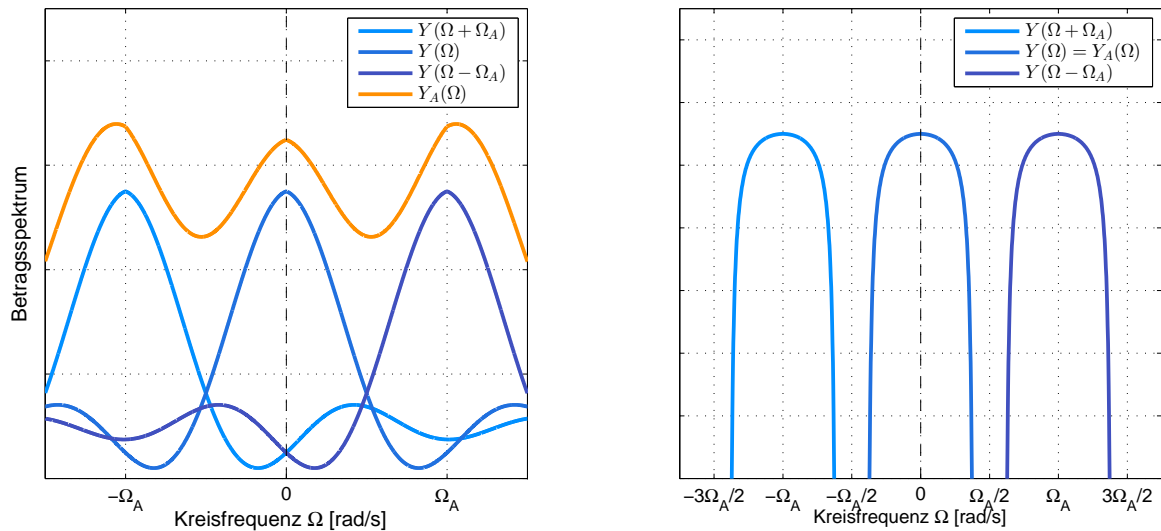 Betragsspektrum
Y(Ω + Ω_A)
Y(Ω)
Y(Ω − Ω_A)
Y_A(Ω)
−Ω_A 0 Ω_A
Kreisfrequenz Ω [rad/s]
Y(Ω + Ω_A)
Y(Ω) = Y_A(Ω)
Y(Ω − Ω_A)
−3Ω_A/2 −Ω_A −Ω_A/2 0 Ω_A/2 Ω_A 3Ω_A/2
Kreisfrequenz Ω [rad/s]